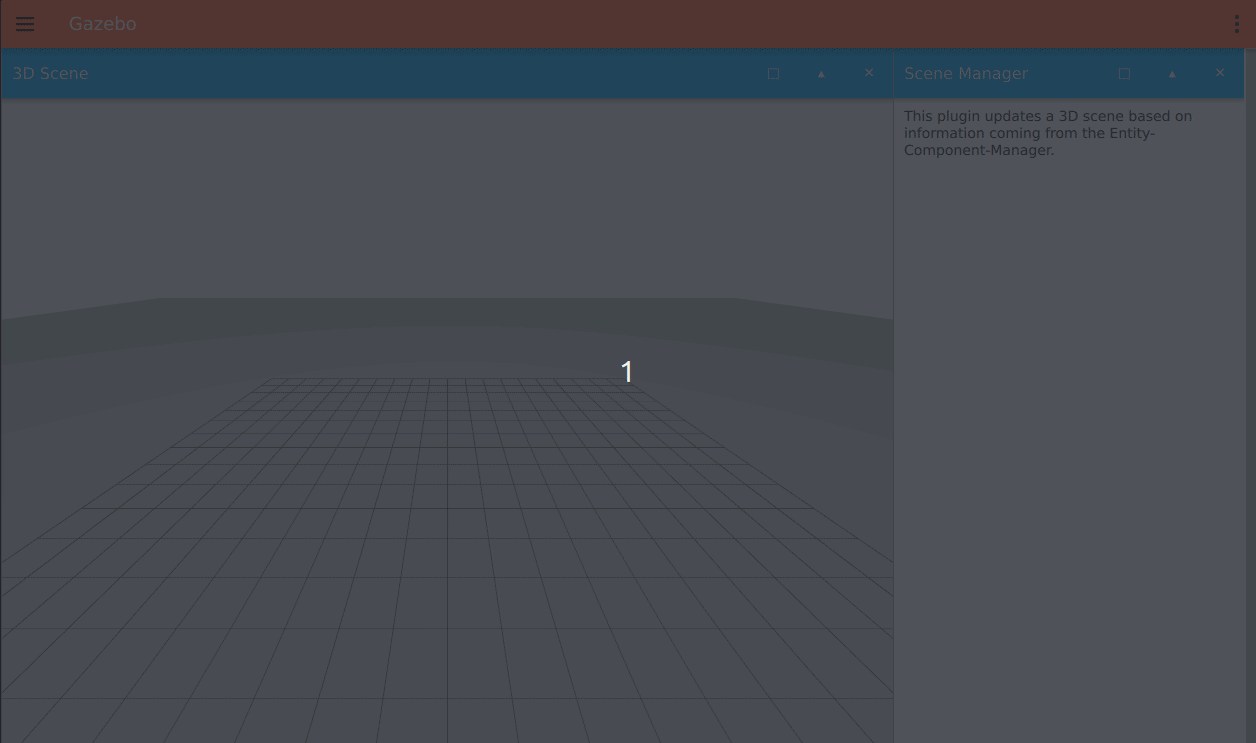 Gazebo
3D Scene
Scene Manager
This plugin updates a 3D scene based on
information coming from the Entity-
Component-Manager.
1